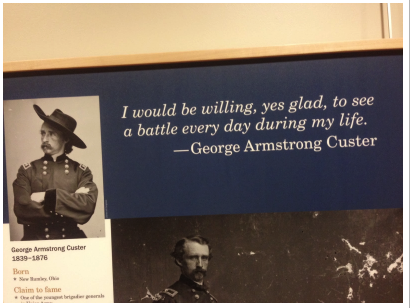 I would be willing, yes glad, to see
a battle every day during my life.
—George Armstrong Custer
George Armstrong Custer
1839–1876
Born
New Rumley, Ohio
Claim to fame
One of the youngest brigadier generals